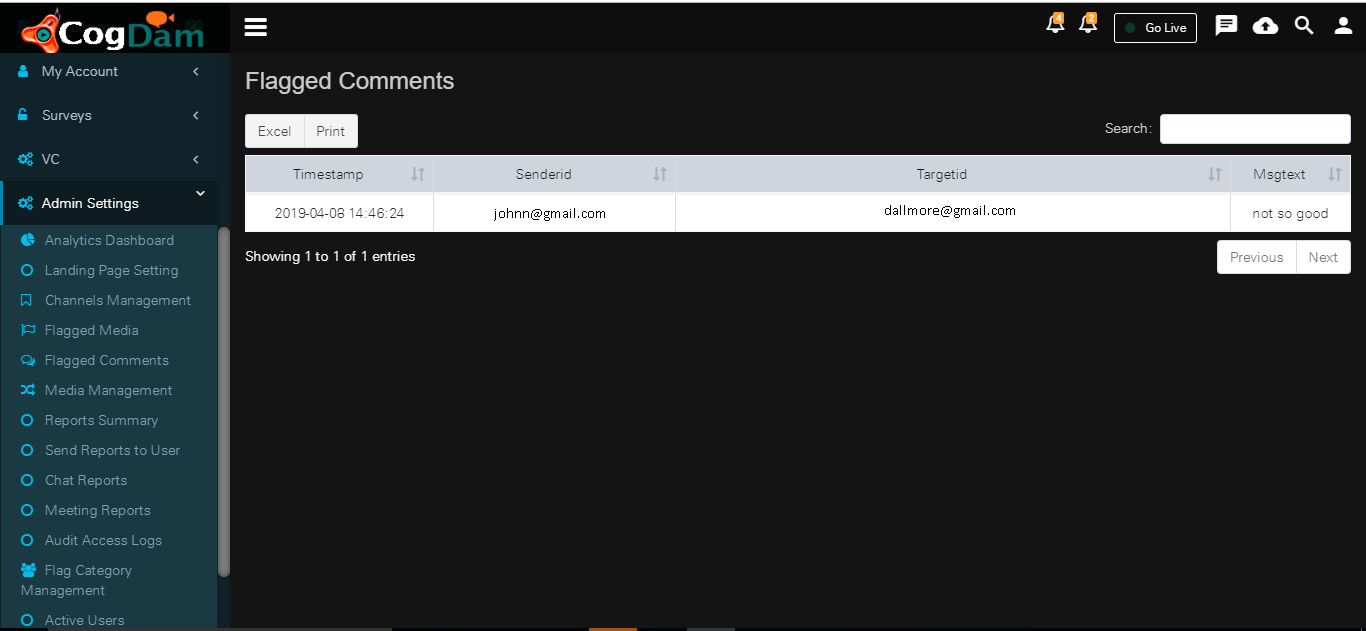 CogDam
4
2
Go Live
My Account
Surveys
VC
Admin Settings
Analytics Dashboard
Landing Page Setting
Channels Management
Flagged Media
Flagged Comments
Media Management
Reports Summary
Send Reports to User
Chat Reports
Meeting Reports
Audit Access Logs
Flag Category
Management
Active Users
Flagged Comments
Excel Print
Search:
Timestamp Senderid Targetid Msgtext
2019-04-08 14:46:24 johnn@gmail.com dallmore@gmail.com not so good
Showing 1 to 1 of 1 entries
Previous Next